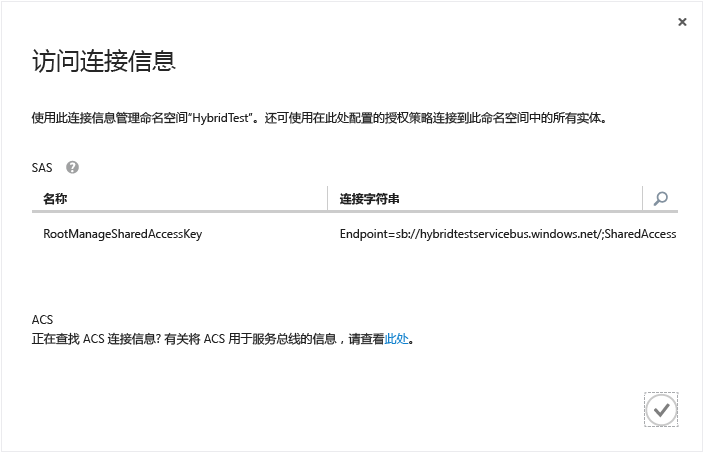 访问连接信息
使用此连接信息管理命名空间“HybridTest”。还可使用在此处配置的授权策略连接到此命名空间中的所有实体。
SAS ?
名称 连接字符串
RootManageSharedAccessKey Endpoint=sb://hybridtestservicebus.windows.net/;SharedAccess
ACS
正在查找 ACS 连接信息? 有关将 ACS 用于服务总线的信息，请查看此处。